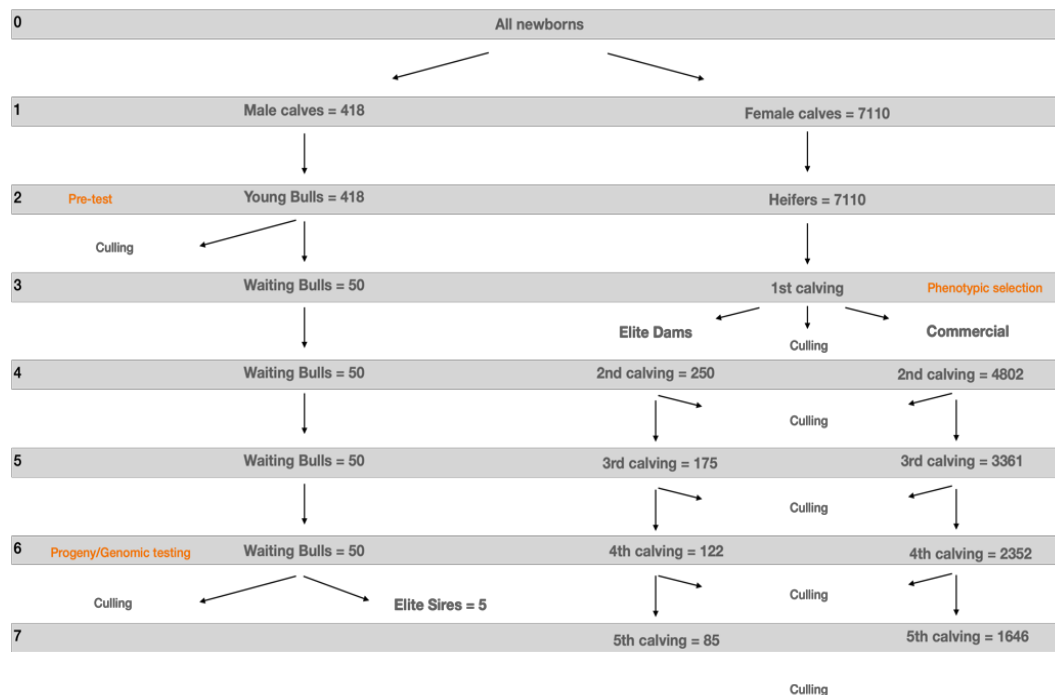 0
All newborns
1
Male calves = 418
Female calves = 7110
2
Pre-test
Young Bulls = 418
Heifers = 7110
Culling
3
Waiting Bulls = 50
1st calving
Phenotypic selection
Elite Dams
Culling
Commercial
4
Waiting Bulls = 50
2nd calving = 250
2nd calving = 4802
Culling
5
Waiting Bulls = 50
3rd calving = 175
3rd calving = 3361
Culling
6
Progeny/Genomic testing
Waiting Bulls = 50
4th calving = 122
4th calving = 2352
Culling
Elite Sires = 5
Culling
7
5th calving = 85
5th calving = 1646
Culling